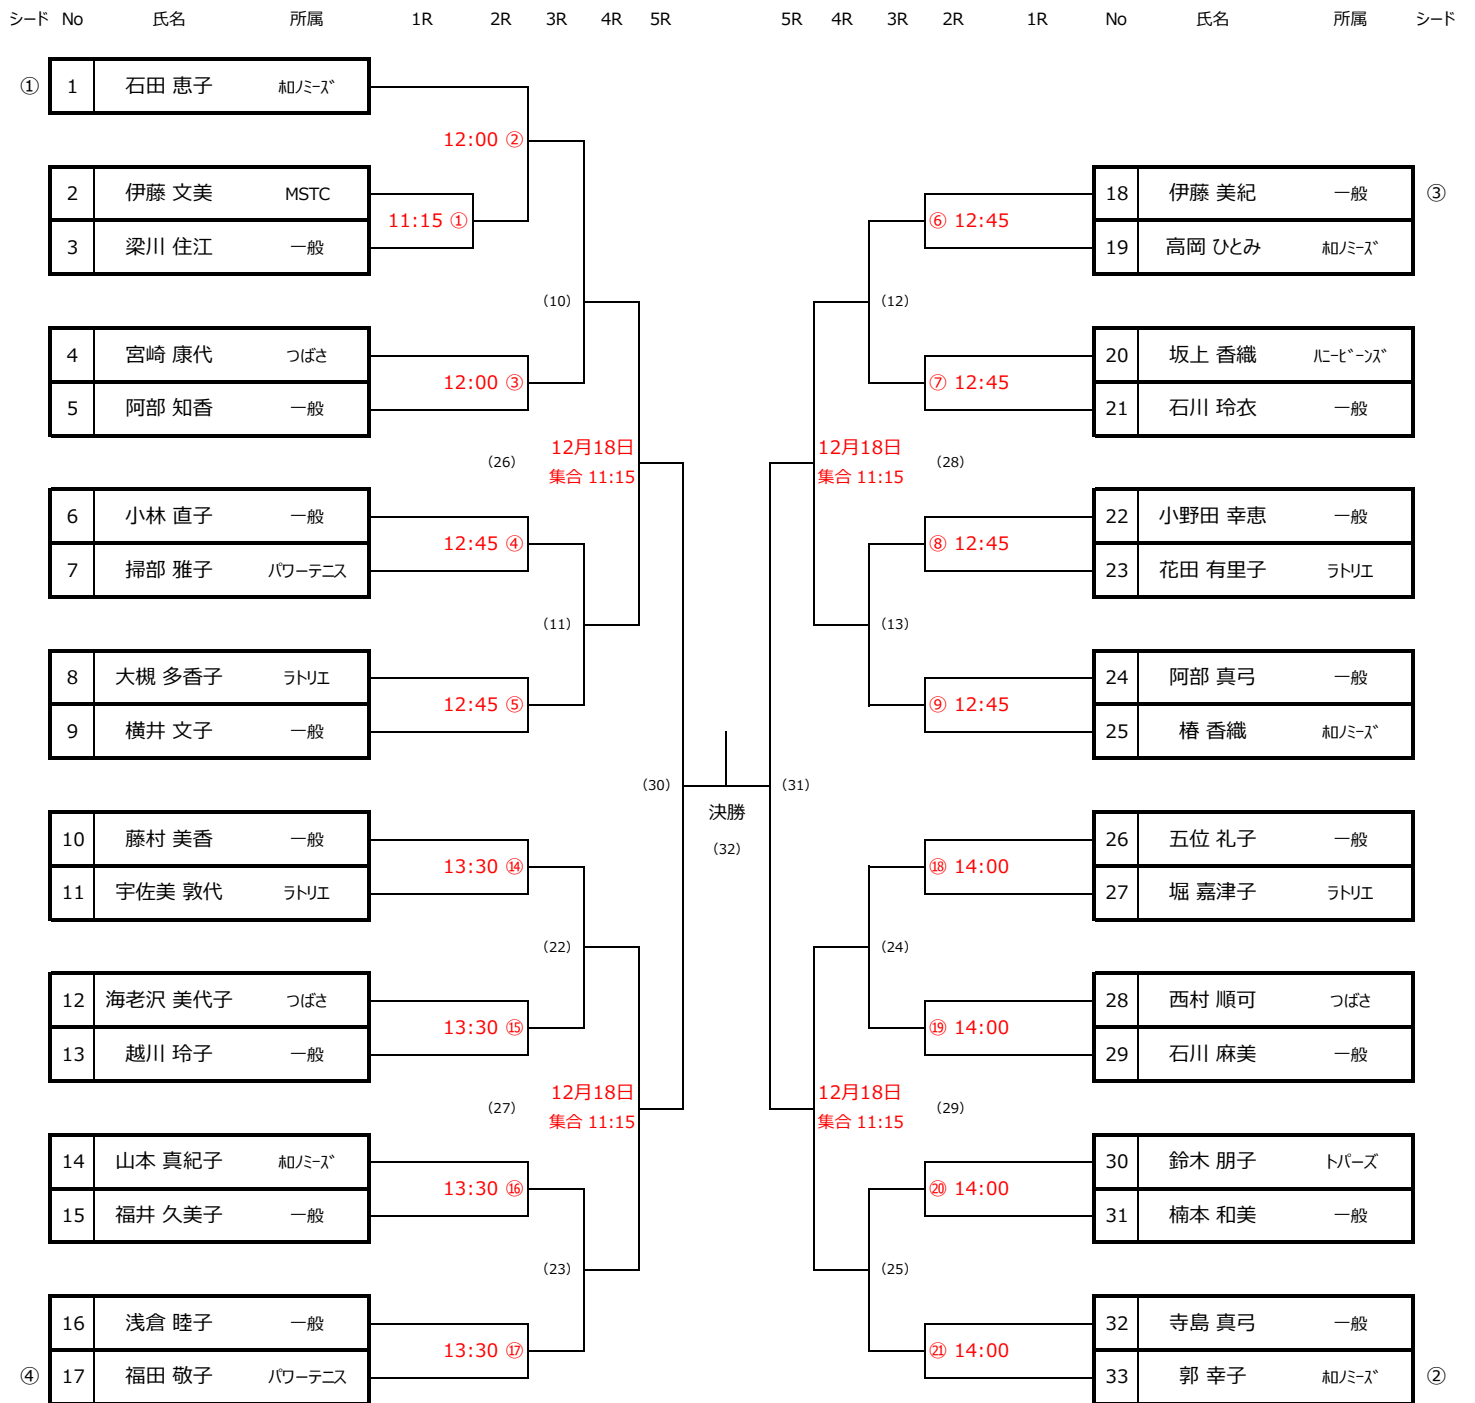 シード No 氏名 所属 1R 2R 3R 4R 5R 5R 4R 3R 2R 1R No 氏名 所属 シード
① 1 石田 恵子 ﾎﾛﾉﾐｰｽﾞ
12:00 ②
2 伊藤 文美 MSTC
11:15 ①
3 梁川 住江 一般
(10)
4 宮崎 康代 つばさ
12:00 ③
5 阿部 知香 一般
(26)
12月18日
集合 11:15
6 小林 直子 一般
12:45 ④
7 掃部 雅子 パワーテニス
(11)
8 大槻 多香子 ラトリエ
12:45 ⑤
9 横井 文子 一般
(30)
10 藤村 美香 一般
13:30 ⑭
11 宇佐美 敦代 ラトリエ
(22)
12 海老沢 美代子 つばさ
13:30 ⑮
13 越川 玲子 一般
(27)
12月18日
集合 11:15
14 山本 真紀子 ﾎﾛﾉﾐｰｽﾞ
13:30 ⑯
15 福井 久美子 一般
(23)
16 浅倉 睦子 一般
13:30 ⑰
④ 17 福田 敬子 パワーテニス
決勝
(32)
18 伊藤 美紀 一般 ③
⑥ 12:45
19 高岡 ひとみ ﾎﾛﾉﾐｰｽﾞ
(12)
20 坂上 香織 ﾊﾆｰﾋﾞｰﾝｽﾞ
⑦ 12:45
21 石川 玲衣 一般
12月18日
集合 11:15
(28)
22 小野田 幸恵 一般
⑧ 12:45
23 花田 有里子 ラトリエ
(13)
24 阿部 真弓 一般
⑨ 12:45
25 椿 香織 ﾎﾛﾉﾐｰｽﾞ
(31)
26 五位 礼子 一般
⑱ 14:00
27 堀 嘉津子 ラトリエ
(24)
28 西村 順可 つばさ
⑲ 14:00
29 石川 麻美 一般
12月18日
集合 11:15
(29)
30 鈴木 朋子 トパーズ
⑳ 14:00
31 楠本 和美 一般
(25)
32 寺島 真弓 一般
㉑ 14:00
33 郭 幸子 ﾎﾛﾉﾐｰｽﾞ ②